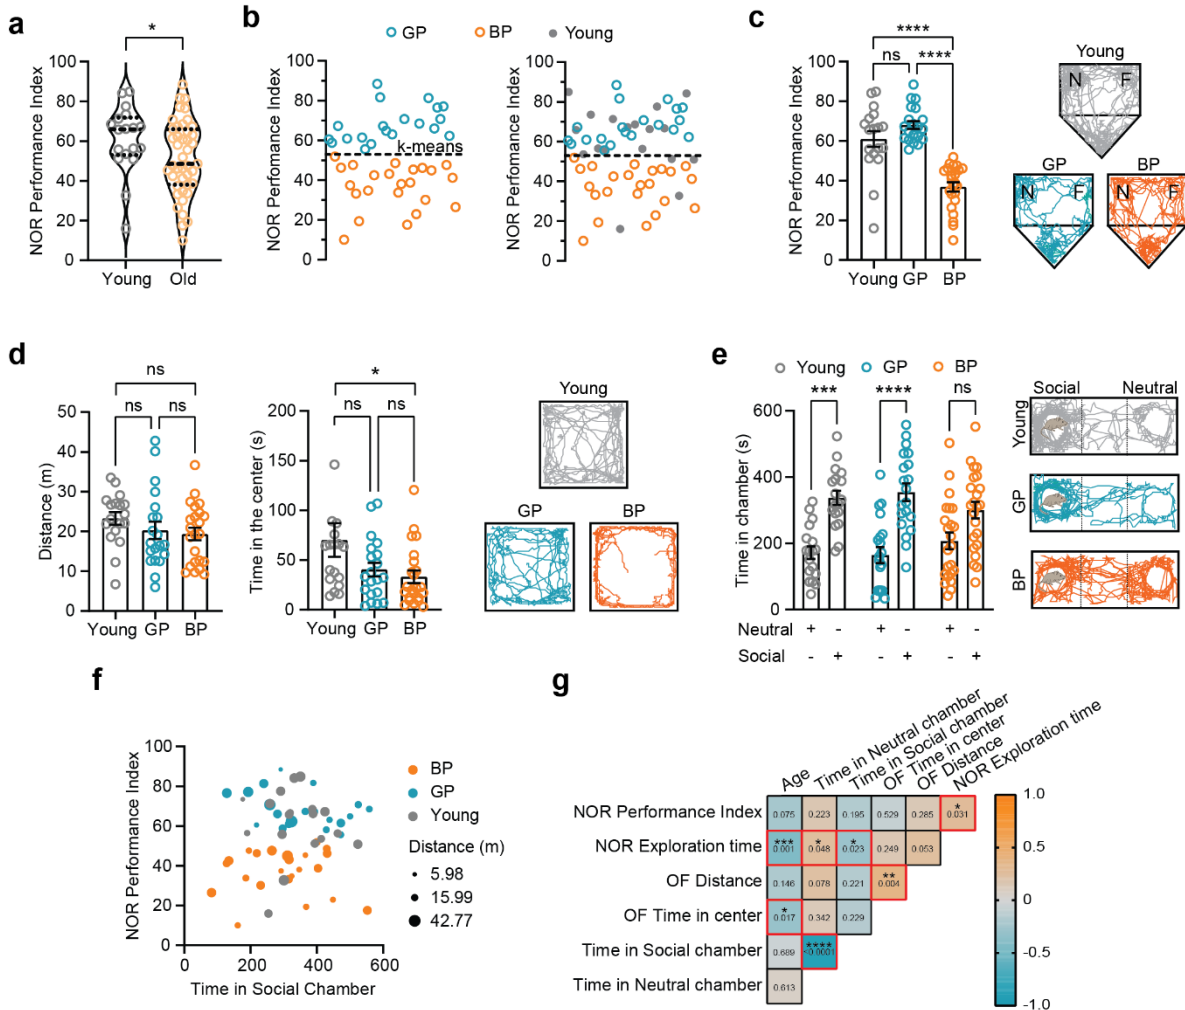 a
*
NOR Performance Index
100
80
60
40
20
0
Young Old
b
GP BP Young
NOR Performance Index
100
80
60
40
20
0
k-means
100
80
60
40
20
0
c
****
ns ****
NOR Performance Index
100
80
60
40
20
0
Young GP BP
Young
N F
GP BP
N F N F
d
ns
ns ns
Distance (m)
50
40
30
20
10
0
Young GP BP
*
ns ns
Time in the center (s)
200
150
100
50
0
Young GP BP
Young
GP BP
e
Young GP BP
*** **** ns
Time in chamber (s)
600
400
200
0
Neutral + - + - + -
Social - + - + - +
Social Neutral
Young
GP
BP
f
NOR Performance Index
100
80
60
40
20
0
0 200 400 600
Time in Social Chamber
BP
GP
Young
Distance (m)
5.98
15.99
42.77
g
Age
Time in Neutral chamber
Time in Social chamber
OF Time in center
OF Distance
NOR Exploration time
NOR Performance Index 0.075 0.223 0.195 0.529 0.285 * 0.031
NOR Exploration time *** 0.001 * 0.048 * 0.023 0.249 0.053
OF Distance 0.146 0.078 0.221 ** 0.004
OF Time in center * 0.017 0.342 0.229
Time in Social chamber 0.689 **** <0.0001
Time in Neutral chamber 0.613
1.0
0.5
0
-0.5
-1.0